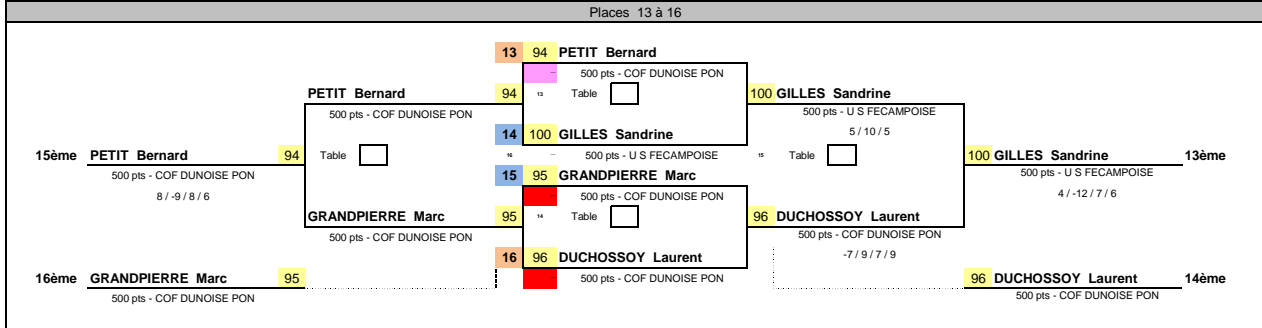 Places 13 à 16
13 94 PETIT Bernard
500 pts - COF DUNOISE PON
PETIT Bernard 94 13 Table 100 GILLES Sandrine
500 pts - COF DUNOISE PON 500 pts - U S FECAMPOISE
14 100 GILLES Sandrine 5 / 10 / 5
15ème PETIT Bernard 94 Table 16 500 pts - U S FECAMPOISE 15 Table 100 GILLES Sandrine 13ème
500 pts - COF DUNOISE PON 15 95 GRANDPIERRE Marc 500 pts - U S FECAMPOISE
8 / -9 / 8 / 6 500 pts - COF DUNOISE PON 4 / -12 / 7 / 6
GRANDPIERRE Marc 95 14 Table 96 DUCHOSSOY Laurent
500 pts - COF DUNOISE PON 500 pts - COF DUNOISE PON
16 96 DUCHOSSOY Laurent -7 / 9 / 7 / 9
16ème GRANDPIERRE Marc 95 500 pts - COF DUNOISE PON 96 DUCHOSSOY Laurent 14ème
500 pts - COF DUNOISE PON 500 pts - COF DUNOISE PON